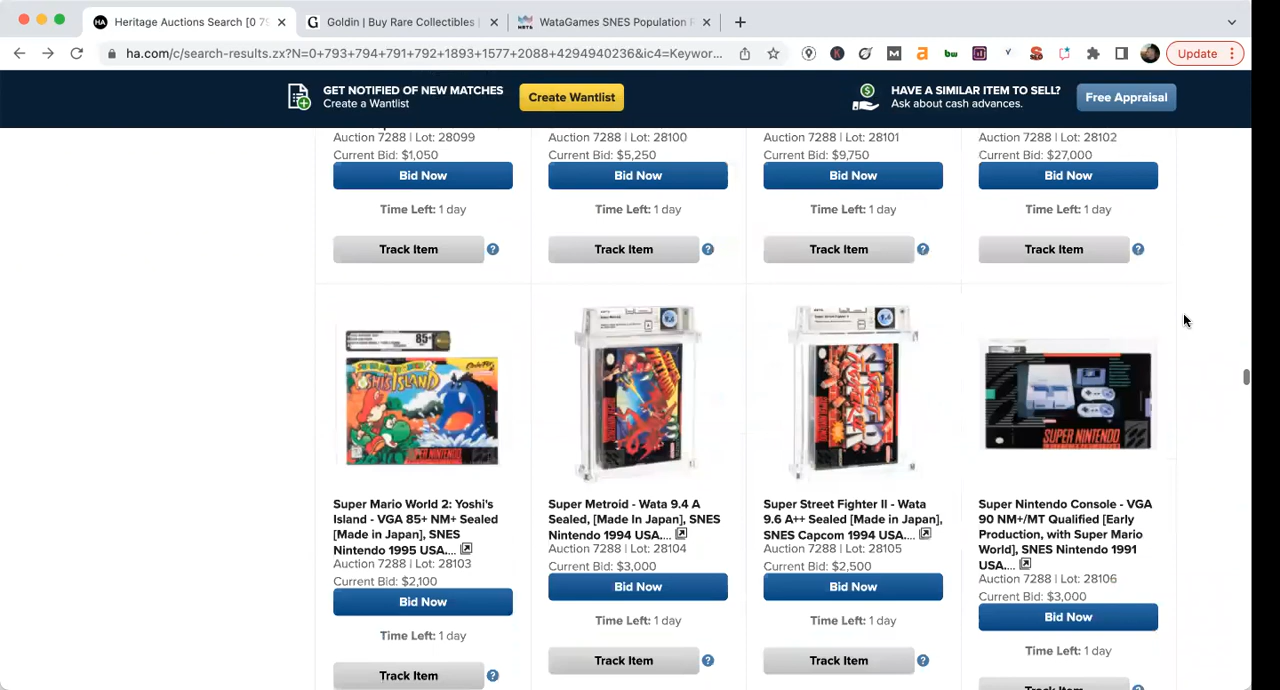 Heritage Auctions Search [0 79
Goldin | Buy Rare Collectibles |
WataGames SNES Population R
ha.com/c/search-results.zx?N=0+793+794+791+792+1893+1577+2088+4294940236&ic4=Keywor...
Update
GET NOTIFIED OF NEW MATCHES
Create a Wantlist
Create Wantlist
HAVE A SIMILAR ITEM TO SELL?
Ask about cash advances.
Free Appraisal
Auction 7288 | Lot: 28099
Current Bid: $1,050
Bid Now
Time Left: 1 day
Track Item
Auction 7288 | Lot: 28100
Current Bid: $5,250
Bid Now
Time Left: 1 day
Track Item
Auction 7288 | Lot: 28101
Current Bid: $9,750
Bid Now
Time Left: 1 day
Track Item
Auction 7288 | Lot: 28102
Current Bid: $27,000
Bid Now
Time Left: 1 day
Track Item
85+
YOSHI'S
ISLAND
SUPER NINTENDO
Super Mario World 2: Yoshi's
Island - VGA 85+ NM+ Sealed
[Made in Japan], SNES
Nintendo 1995 USA....
Auction 7288 | Lot: 28103
Current Bid: $2,100
Bid Now
Time Left: 1 day
Track Item
Super Metroid - Wata 9.4 A
Sealed, [Made In Japan], SNES
Nintendo 1994 USA....
Auction 7288 | Lot: 28104
Current Bid: $3,000
Bid Now
Time Left: 1 day
Track Item
Super Street Fighter II - Wata
9.6 A++ Sealed [Made in Japan],
SNES Capcom 1994 USA....
Auction 7288 | Lot: 28105
Current Bid: $2,500
Bid Now
Time Left: 1 day
Track Item
SUPER NINTENDO
Super Nintendo Console - VGA
90 NM+/MT Qualified [Early
Production, with Super Mario
World], SNES Nintendo 1991
USA....
Auction 7288 | Lot: 28106
Current Bid: $3,000
Bid Now
Time Left: 1 day
Track Item